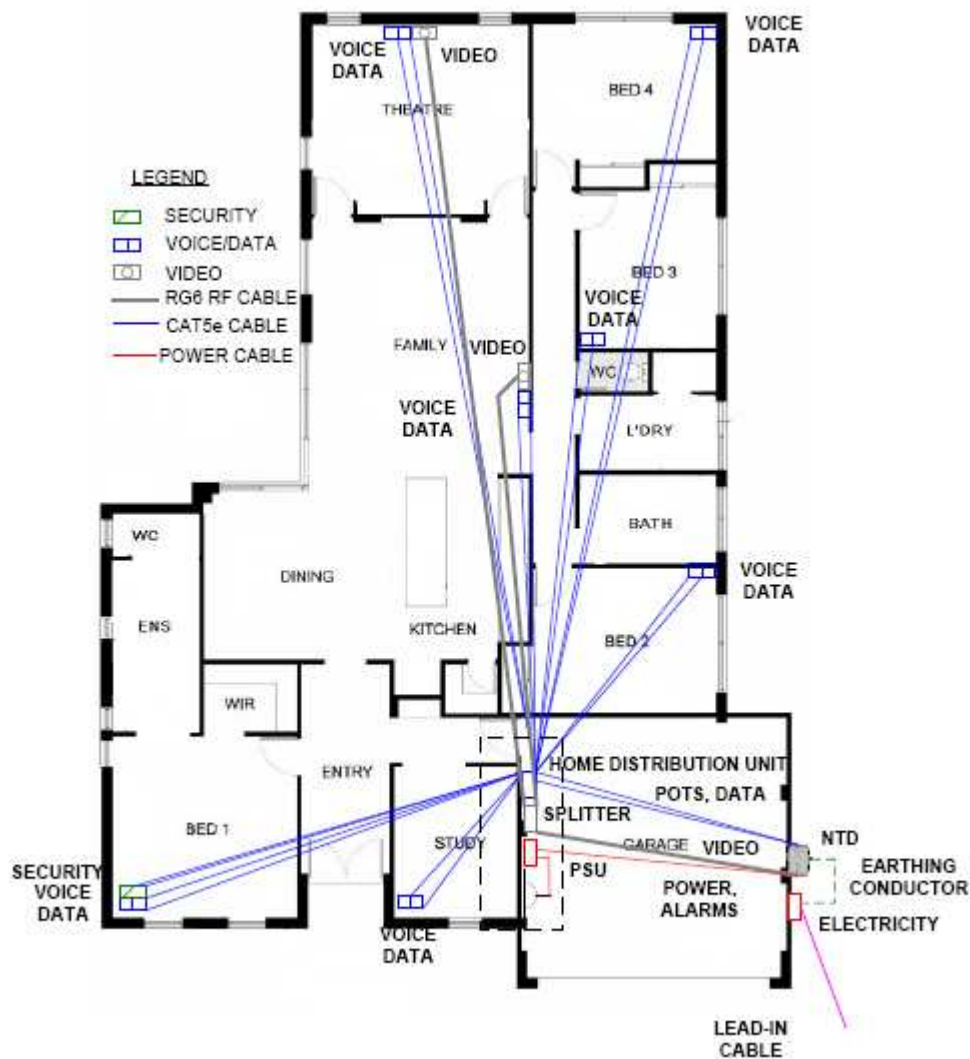 VOICE
DATA
VIDEO
VOICE
DATA
THEATRE
BED 4
LEGEND
SECURITY
VOICE/DATA
VIDEO
RG6 RF CABLE
CAT5e CABLE
POWER CABLE
BED 3
VOICE
DATA
FAMILY
VIDEO
WC
VOICE
DATA
L'DRY
BATH
WC
DINING
VOICE
DATA
ENS
KITCHEN
BED 2
WIR
ENTRY
HOME DISTRIBUTION UNIT
POTS, DATA
SPLITTER
BED 1
STUDY
GARAGE
VIDEO
NTD
SECURITY
VOICE
DATA
PSU
EARTHING
CONDUCTOR
POWER,
ALARMS
ELECTRICITY
VOICE
DATA
LEAD-IN
CABLE